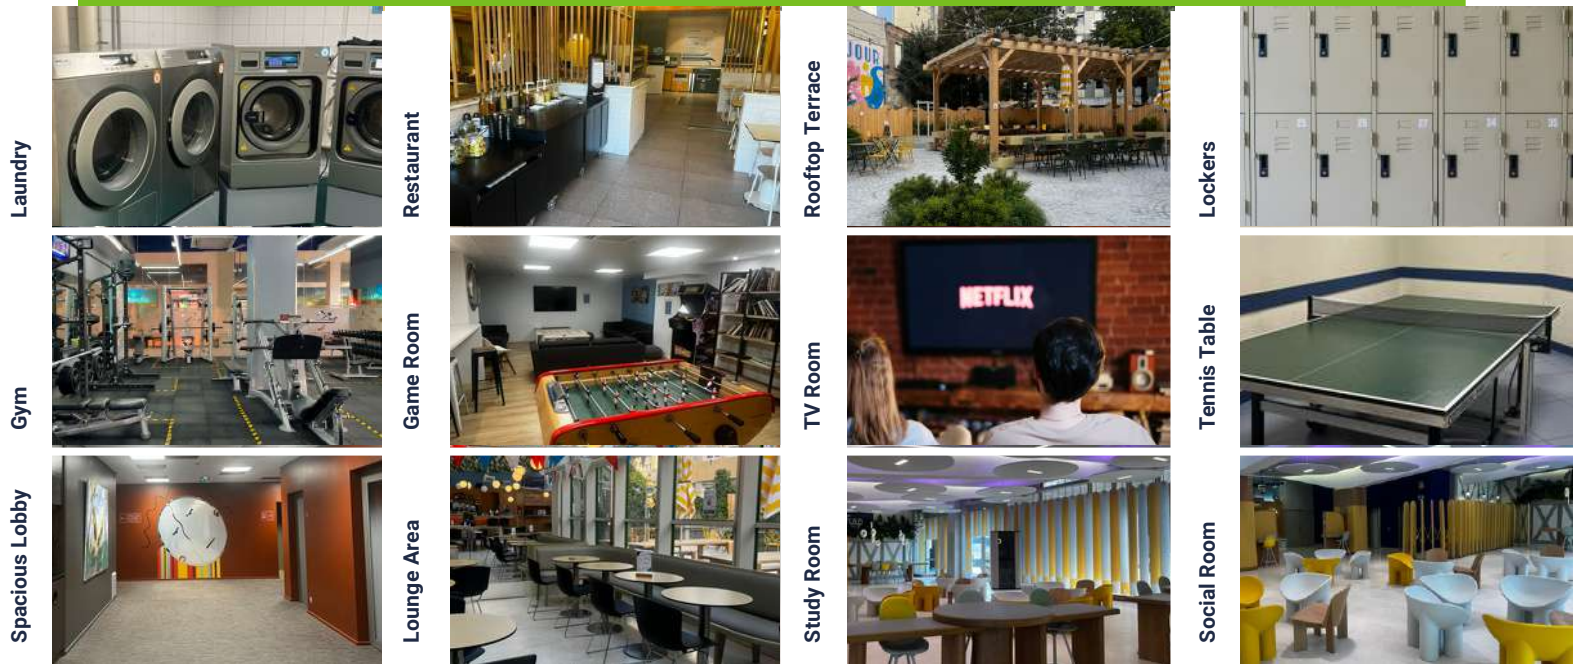 Laundry
Restaurant
Rooftop Terrace
JOUR
Lockers
Gym
Game Room
TV Room
NETFLIX
Tennis Table
Spacious Lobby
Lounge Area
Study Room
Social Room